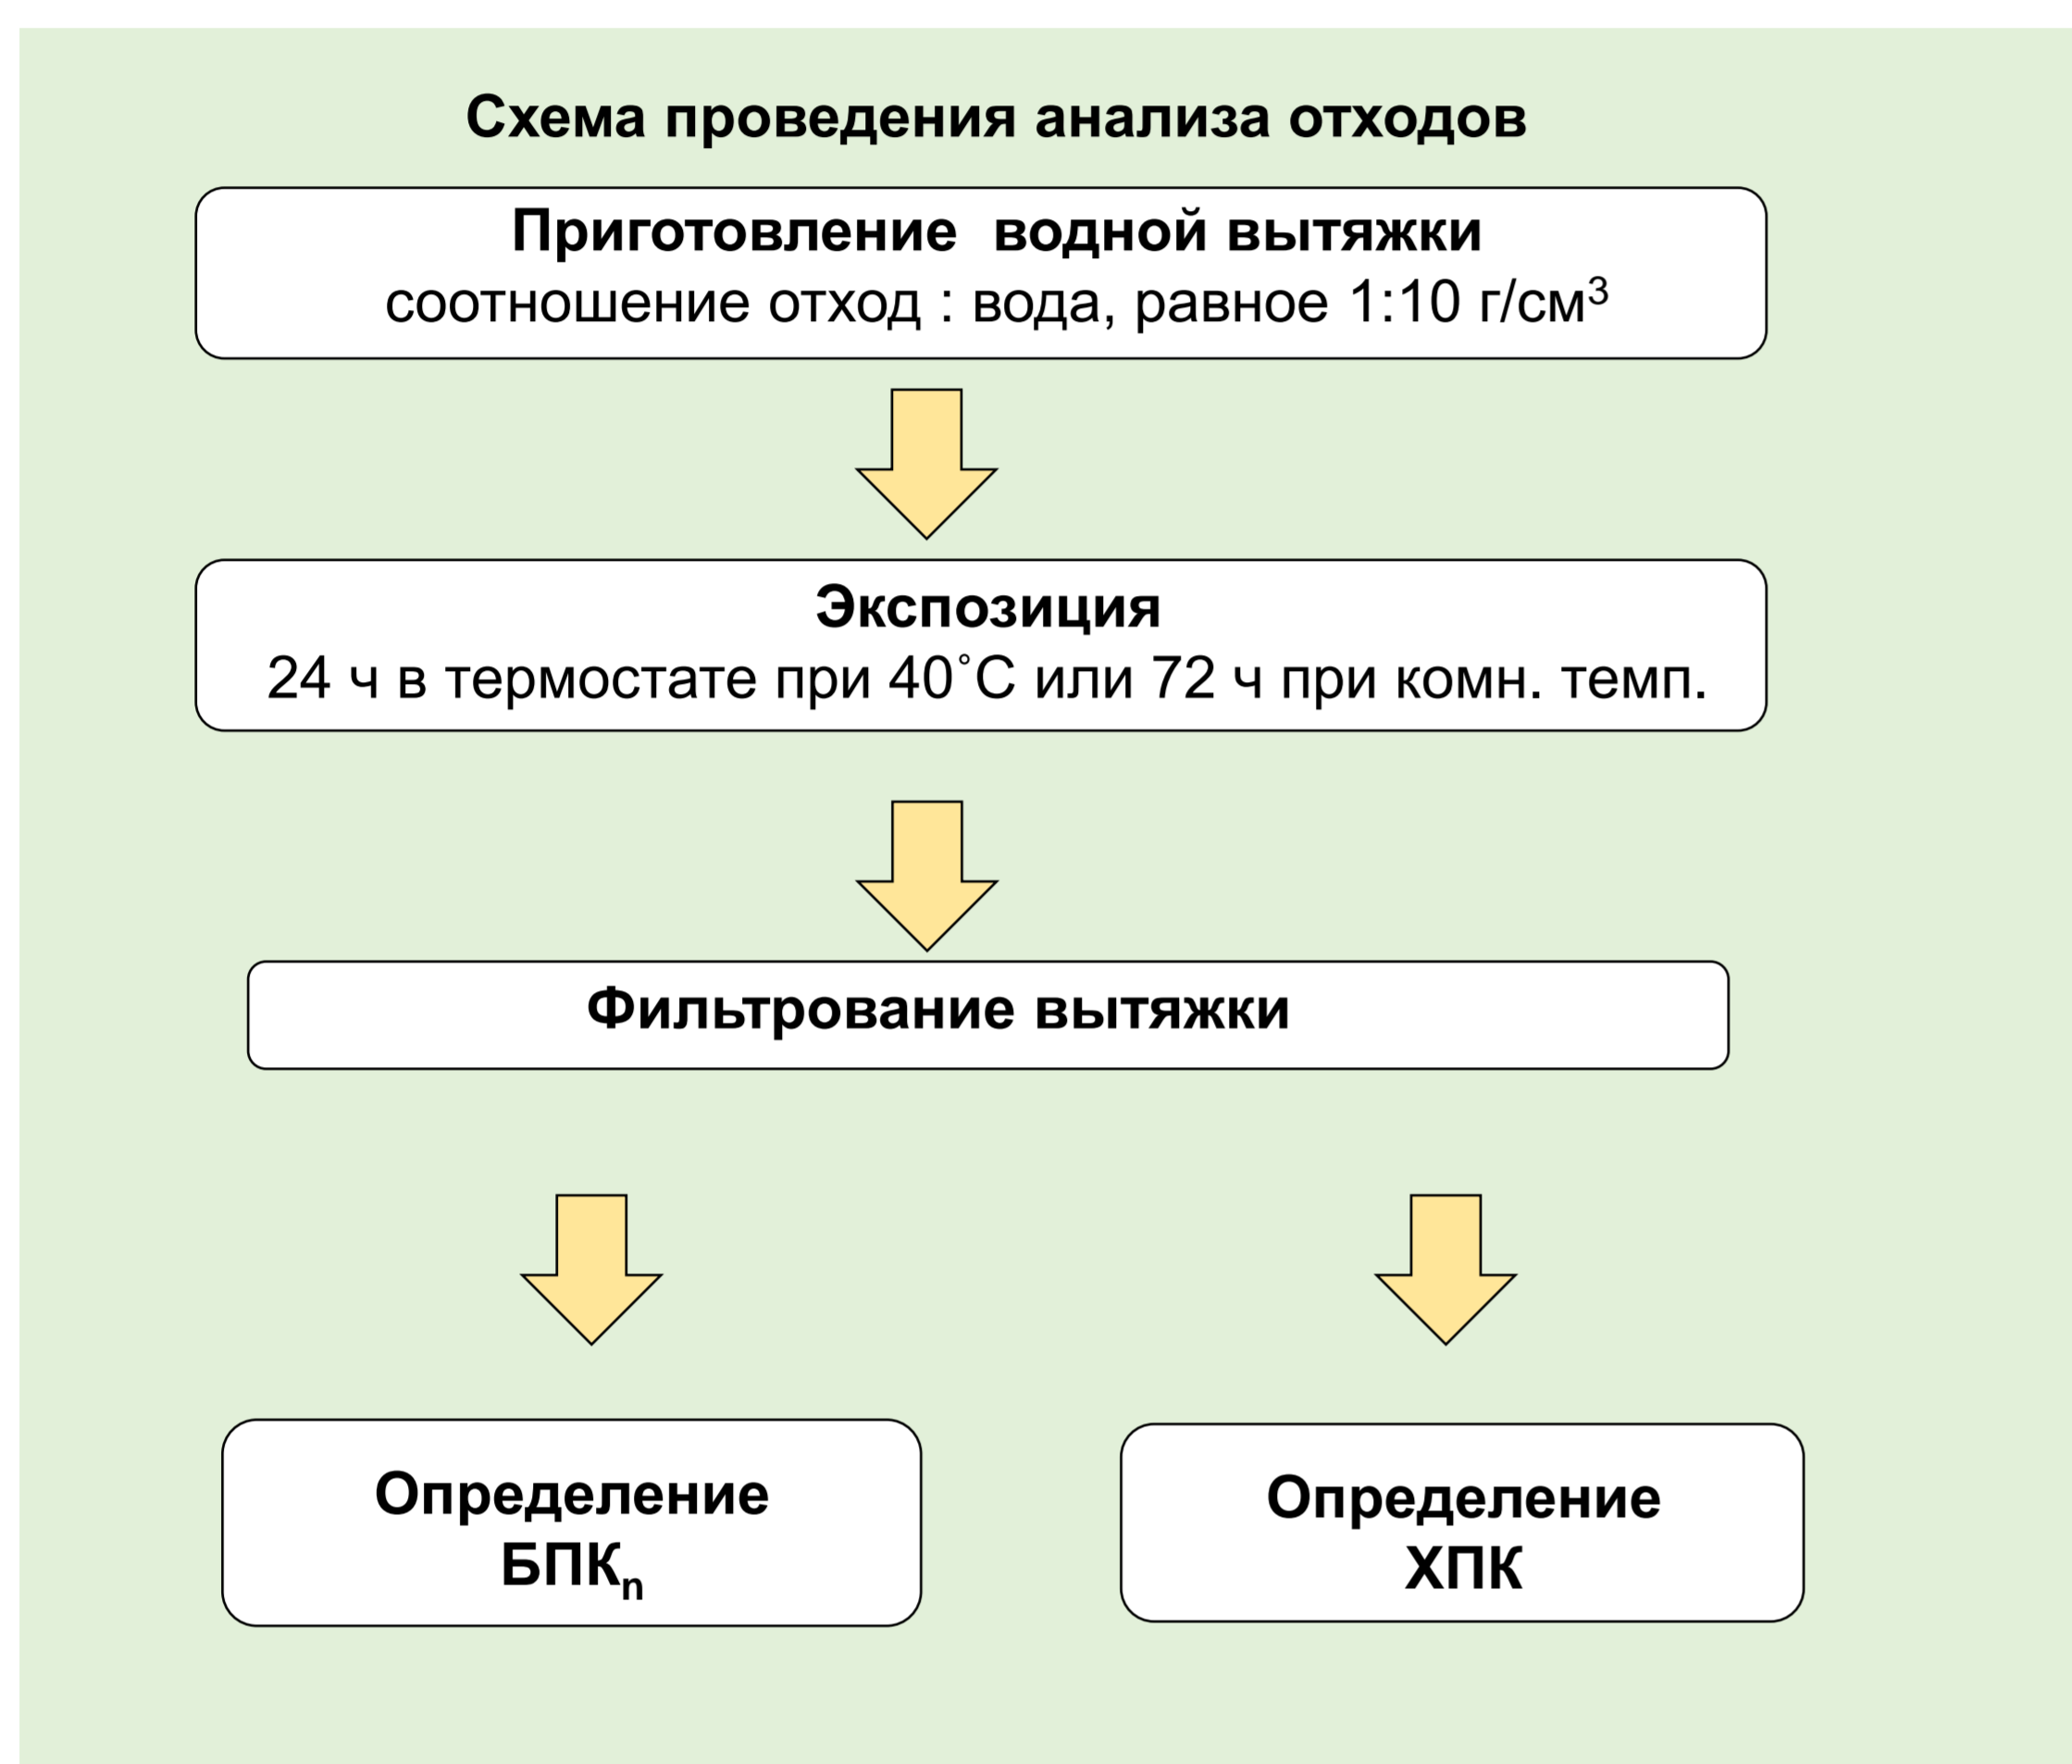 Схема проведения анализа отходов
Приготовление водной вытяжки
соотношение отход : вода, равное 1:10 г/см³
Экспозиция
24 ч в термостате при 40˚С или 72 ч при комн. темп.
Фильтрование вытяжки
Определение
БПКn
Определение
ХПК